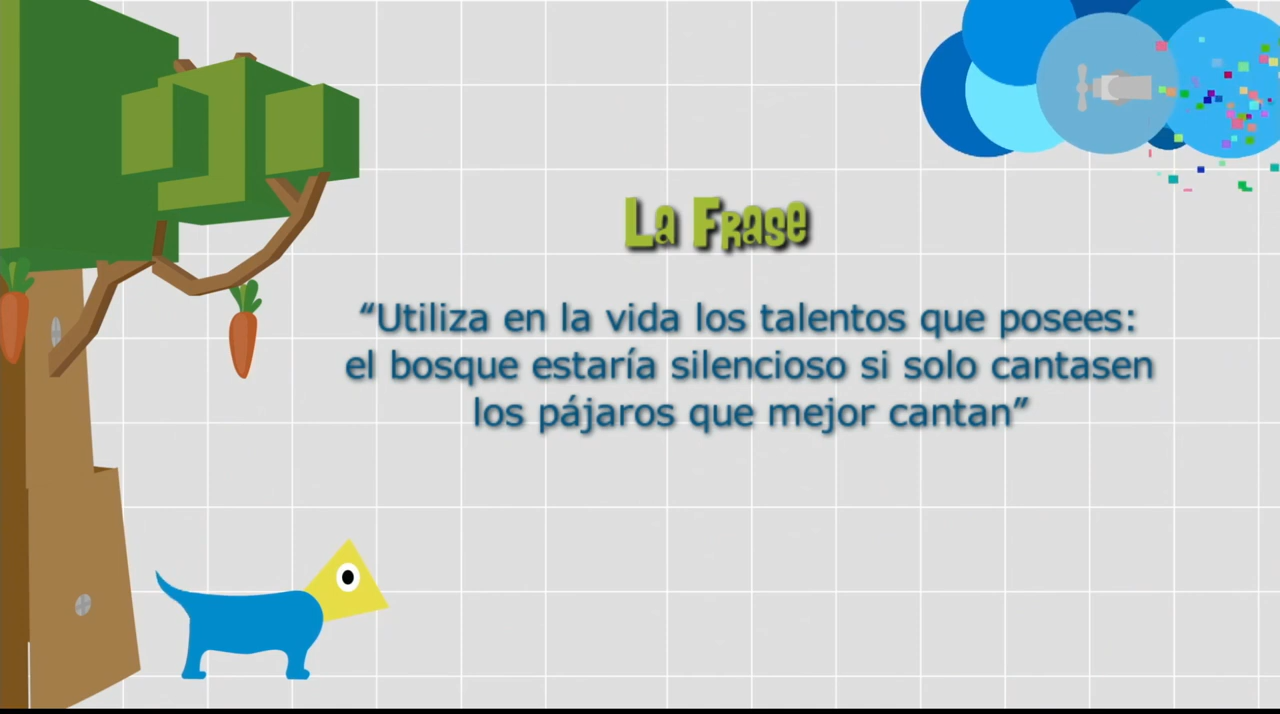 La Frase
“Utiliza en la vida los talentos que posees:
el bosque estaría silencioso si solo cantasen
los pájaros que mejor cantan”